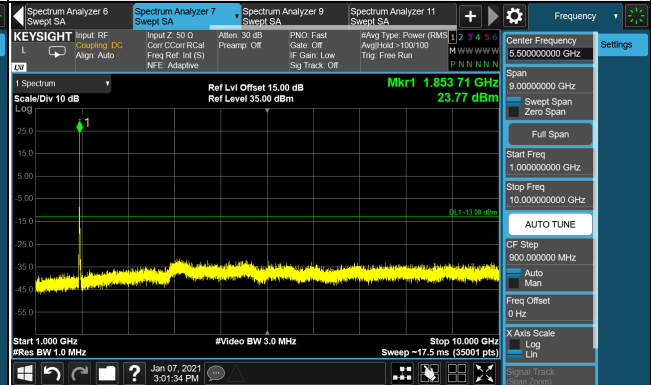 Spectrum Analyzer 6
Swept SA
Spectrum Analyzer 7
Swept SA
Spectrum Analyzer 9
Swept SA
Spectrum Analyzer 11
Swept SA
+
Frequency
KEYSIGHT
L
LXI
Input: RF
Coupling: DC
Align: Auto
Input Z: 50 Ω
Corr CCorr RCal
Freq Ref: Int (S)
NFE: Adaptive
Atten: 30 dB
Preamp: Off
PNO: Fast
Gate: Off
IF Gain: Low
Sig Track: Off
#Avg Type: Power (RMS
Avg|Hold:>100/100
Trig: Free Run
1 2 3 4 5 6
M W W W W W
P N N N N N
1 Spectrum
Scale/Div 10 dB
Log
Ref Lvl Offset 15.00 dB
Ref Level 35.00 dBm
Mkr1 1.853 71 GHz
23.77 dBm
1
25.0
15.0
5.00
-5.00
-15.0
DL1 -13.00 dBm
-25.0
-35.0
-45.0
-55.0
Start 1.000 GHz
#Res BW 1.0 MHz
#Video BW 3.0 MHz
Stop 10.000 GHz
Sweep ~17.5 ms (35001 pts)
Jan 07, 2021
3:01:34 PM
?
Center Frequency
5.500000000 GHz
Settings
Span
9.00000000 GHz
Swept Span
Zero Span
Full Span
Start Freq
1.000000000 GHz
Stop Freq
10.000000000 GHz
AUTO TUNE
CF Step
900.000000 MHz
Auto
Man
Freq Offset
0 Hz
X Axis Scale
Log
Lin
Signal Track
(Span Zoom)